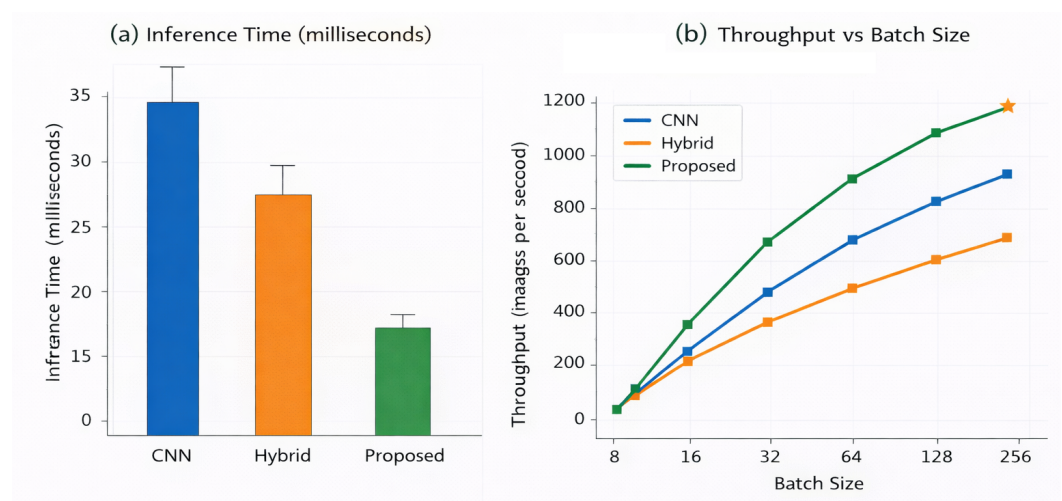 (a) Inference Time (milliseconds)
Infrence Time (mIlliseconds)
35
30
25
20
15
0
CNN
Hybrid
Proposed
(b) Throughput vs Batch Size
Throughput (maagss per seccod)
1200
1000
800
600
400
200
0
CNN
Hybrid
Proposed
8
16
32
64
128
256
Batch Size